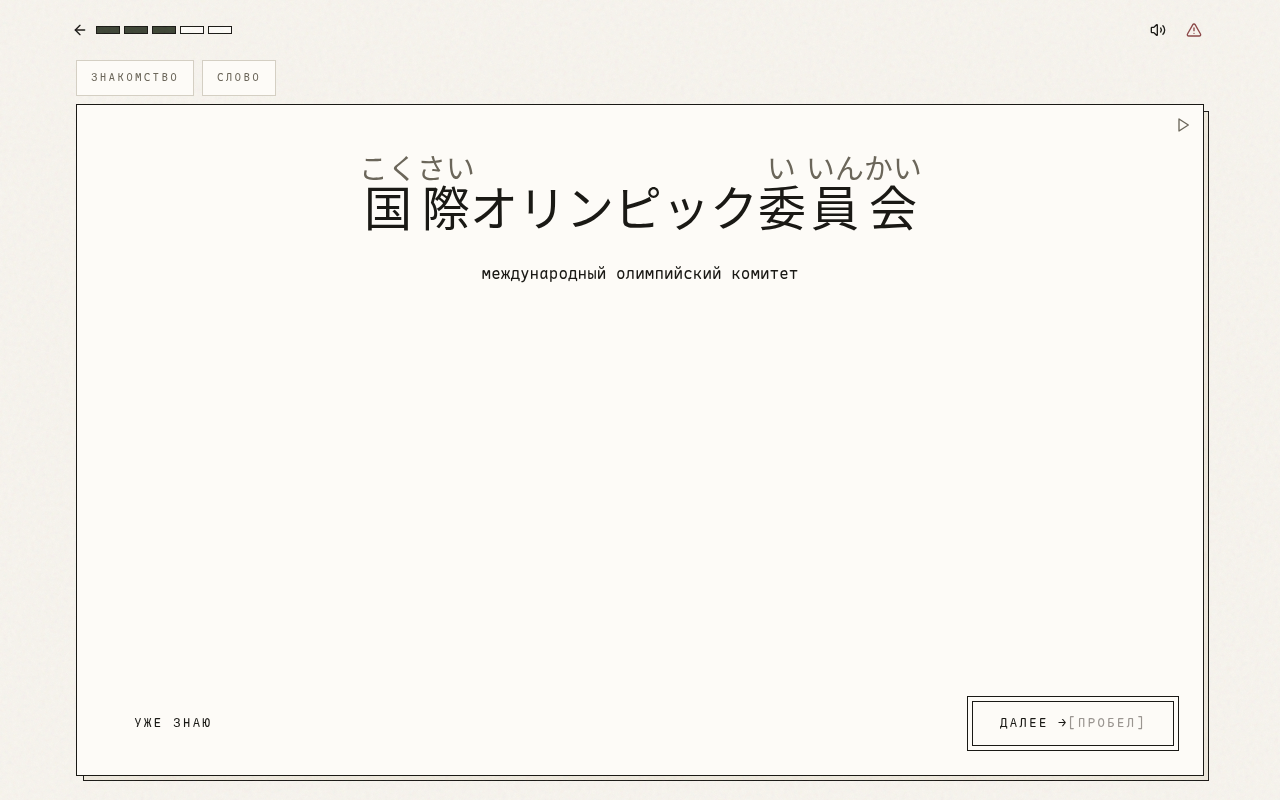 ЗНАКОМСТВО СЛОВО
こくさい い いんかい
国際オリンピック委員会
международный олимпийский комитет
УЖЕ ЗНАЮ
ДАЛЕЕ →[ПРОБЕЛ]